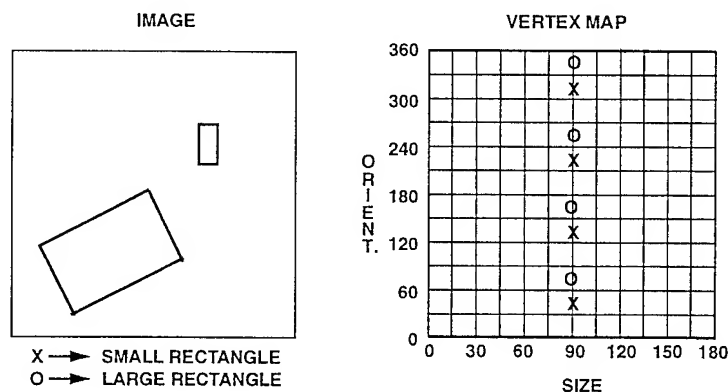 IMAGE
X → SMALL RECTANGLE
O → LARGE RECTANGLE
VERTEX MAP
360
300
240
180
120
60
0
ORIENT.
O
X
O
X
O
X
O
X
0 30 60 90 120 150 180
SIZE